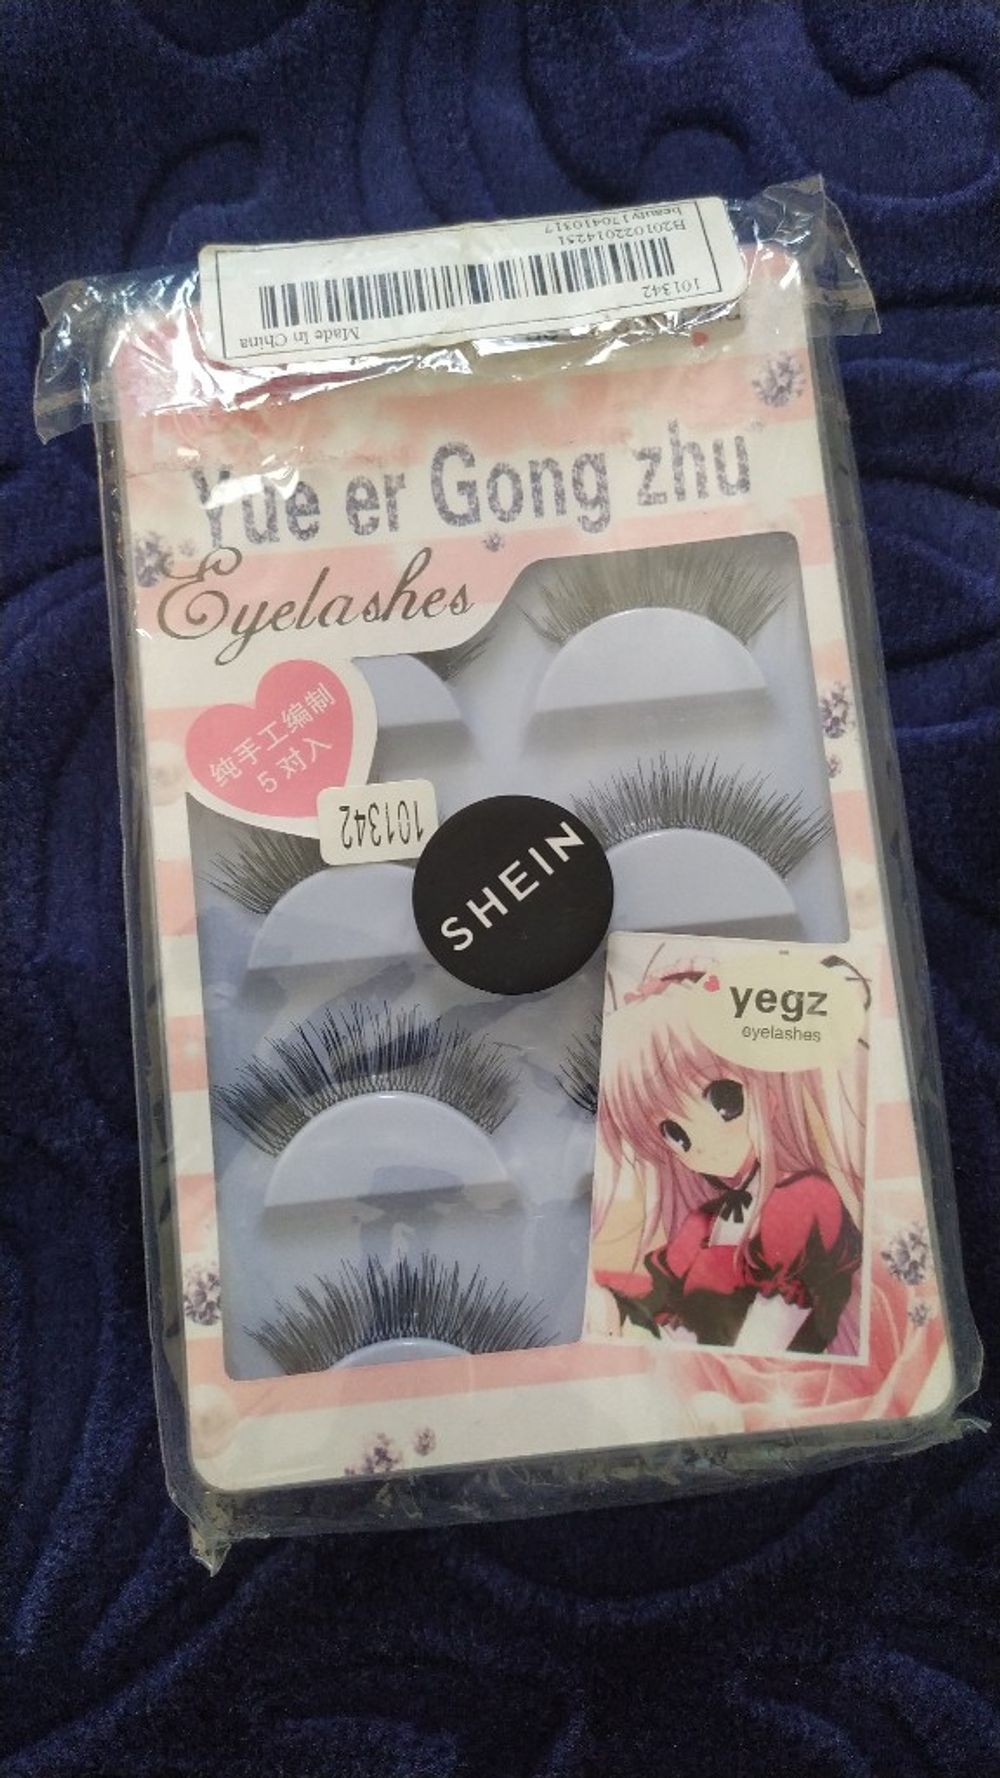 H201022014251
beauty170410317
101342
Made In China
Yue er Gong zhu
Eyelashes
纯手工编制
5对入
101342
SHEIN
yegz
eyelashes